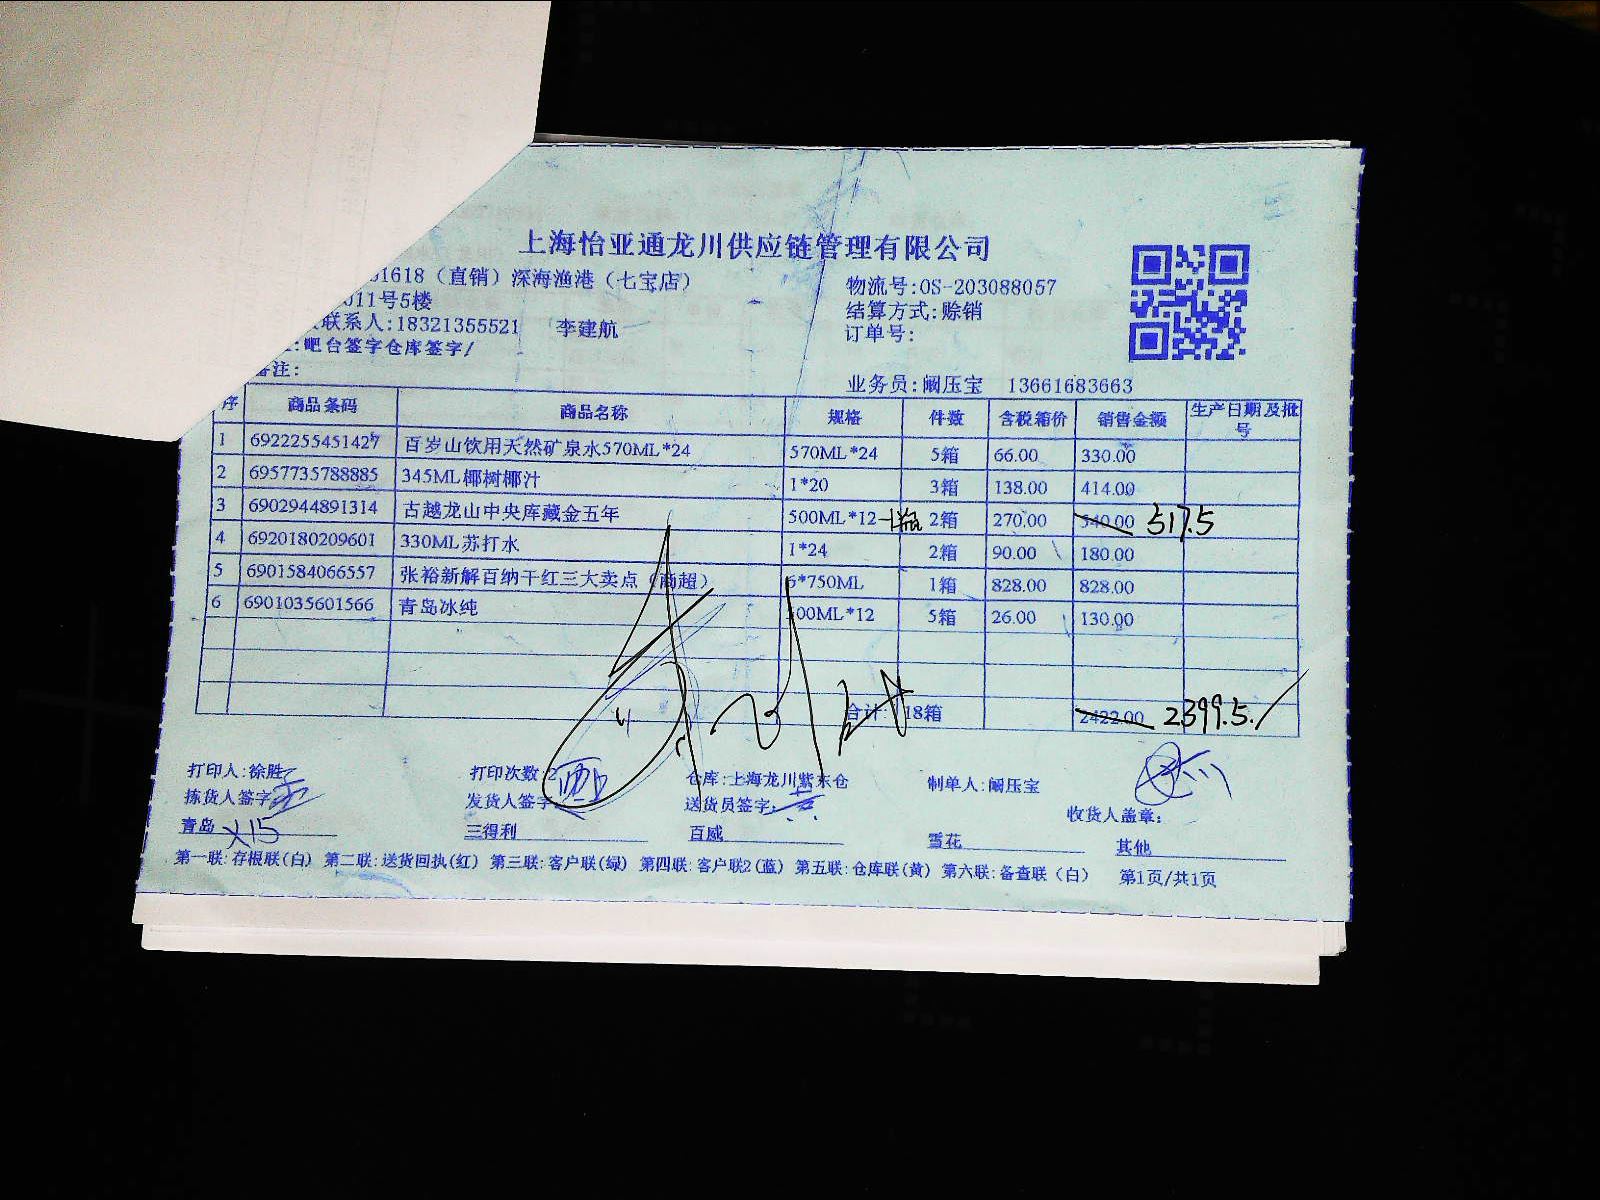 上海怡亚通龙川供应链管理有限公司
01618（直销）深海渔港（七宝店）
物流号:OS-203088057
011号5楼
结算方式:赊销
联系人:18321355521 李建航
订单号:
:吧台签字仓库签字/
备注:
业务员:阚压宝 13661683663
序 商品条码 商品名称 规格 件数 含税箱价 销售金额 生产日期及批号
1 6922255451427 百岁山饮用天然矿泉水570ML*24 570ML*24 5箱 66.00 330.00
2 6957735788885 345ML椰树椰汁 1*20 3箱 138.00 414.00
3 6902944891314 古越龙山中央库藏金五年 500ML*12 -1瓶 2箱 270.00 540.00 517.5
4 6920180209601 330ML苏打水 1*24 2箱 90.00 180.00
5 6901584066557 张裕新解百纳干红三大卖点（商超） 6*750ML 1箱 828.00 828.00
6 6901035601566 青岛冰纯 500ML*12 5箱 26.00 130.00
合计: 18箱 2422.00 2399.5
打印人:徐胜 打印次数:2 仓库:上海龙川紫东仓 制单人:阚压宝
拣货人签字 发货人签字: 送货员签字: 收货人盖章:
青岛 x15 三得利 百威 雪花 其他
第一联:存根联(白) 第二联:送货回执(红) 第三联:客户联(绿) 第四联:客户联2(蓝) 第五联:仓库联(黄) 第六联:备查联（白） 第1页/共1页